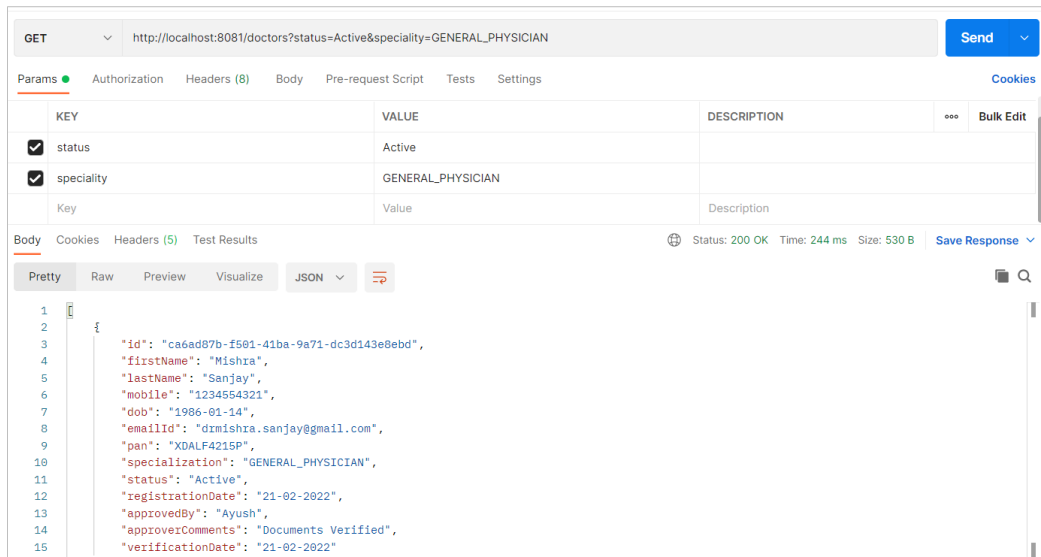 GET http://localhost:8081/doctors?status=Active&speciality=GENERAL_PHYSICIAN Send
Params Authorization Headers (8) Body Pre-request Script Tests Settings Cookies
KEY VALUE DESCRIPTION ooo Bulk Edit
status Active
speciality GENERAL_PHYSICIAN
Key Value Description
Body Cookies Headers (5) Test Results Status: 200 OK Time: 244 ms Size: 530 B Save Response
Pretty Raw Preview Visualize JSON
1 [
2 {
3 "id": "ca6ad87b-f501-41ba-9a71-dc3d143e8ebd",
4 "firstName": "Mishra",
5 "lastName": "Sanjay",
6 "mobile": "1234554321",
7 "dob": "1986-01-14",
8 "emailId": "drmishra.sanjay@gmail.com",
9 "pan": "XDALF4215P",
10 "specialization": "GENERAL_PHYSICIAN",
11 "status": "Active",
12 "registrationDate": "21-02-2022",
13 "approvedBy": "Ayush",
14 "approverComments": "Documents Verified",
15 "verificationDate": "21-02-2022"